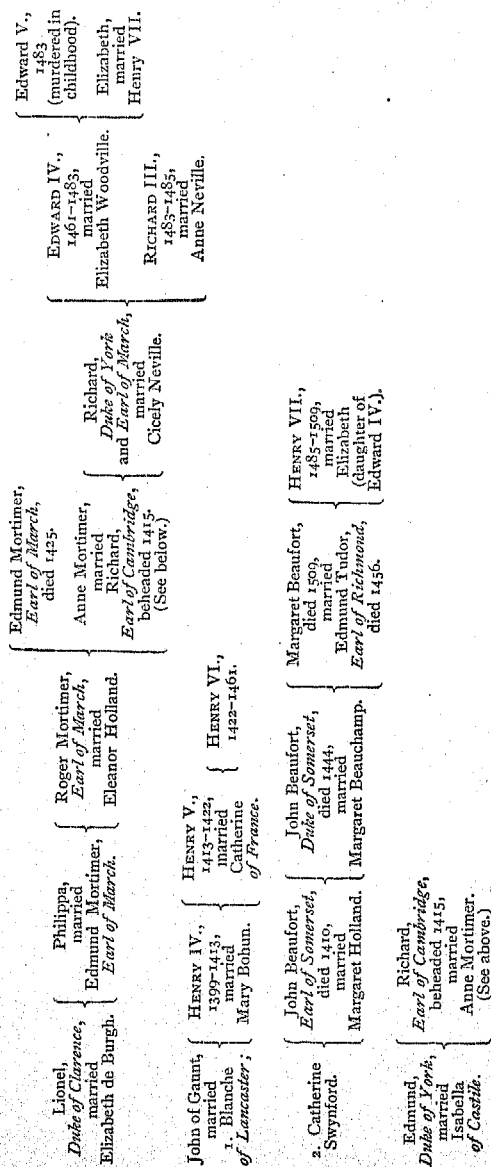 Lionel,
Duke of Clarence,
married
Elizabeth de Burgh.
Philippa,
married
Edmund Mortimer,
Earl of March.
Roger Mortimer,
Earl of March,
married
Eleanor Holland.
Edmund Mortimer,
Earl of March,
died 1425.
Anne Mortimer,
married
Richard,
Earl of Cambridge,
beheaded 1415.
(See below.)
Richard,
Duke of York
and Earl of March,
married
Cicely Neville.
EDWARD IV.,
1461–1483,
married
Elizabeth Woodville.
RICHARD III.,
1483–1485,
married
Anne Neville.
Edward V.,
1483
(murdered in
childhood).
Elizabeth,
married
Henry VII.
John of Gaunt,
married
1. Blanche
of Lancaster;
HENRY IV.,
1399–1413,
married
Mary Bohun.
HENRY V.,
1413–1422,
married
Catherine
of France.
HENRY VI.,
1422–1461.
2. Catherine
Swynford.
John Beaufort,
Earl of Somerset,
died 1410,
married
Margaret Holland.
John Beaufort,
Duke of Somerset,
died 1444,
married
Margaret Beauchamp.
Margaret Beaufort,
died 1509,
married
Edmund Tudor,
Earl of Richmond,
died 1456.
HENRY VII.,
1485–1509,
married
Elizabeth
(daughter of
Edward IV.).
Edmund,
Duke of York,
married
Isabella
of Castile.
Richard,
Earl of Cambridge,
beheaded 1415,
married
Anne Mortimer.
(See above.)